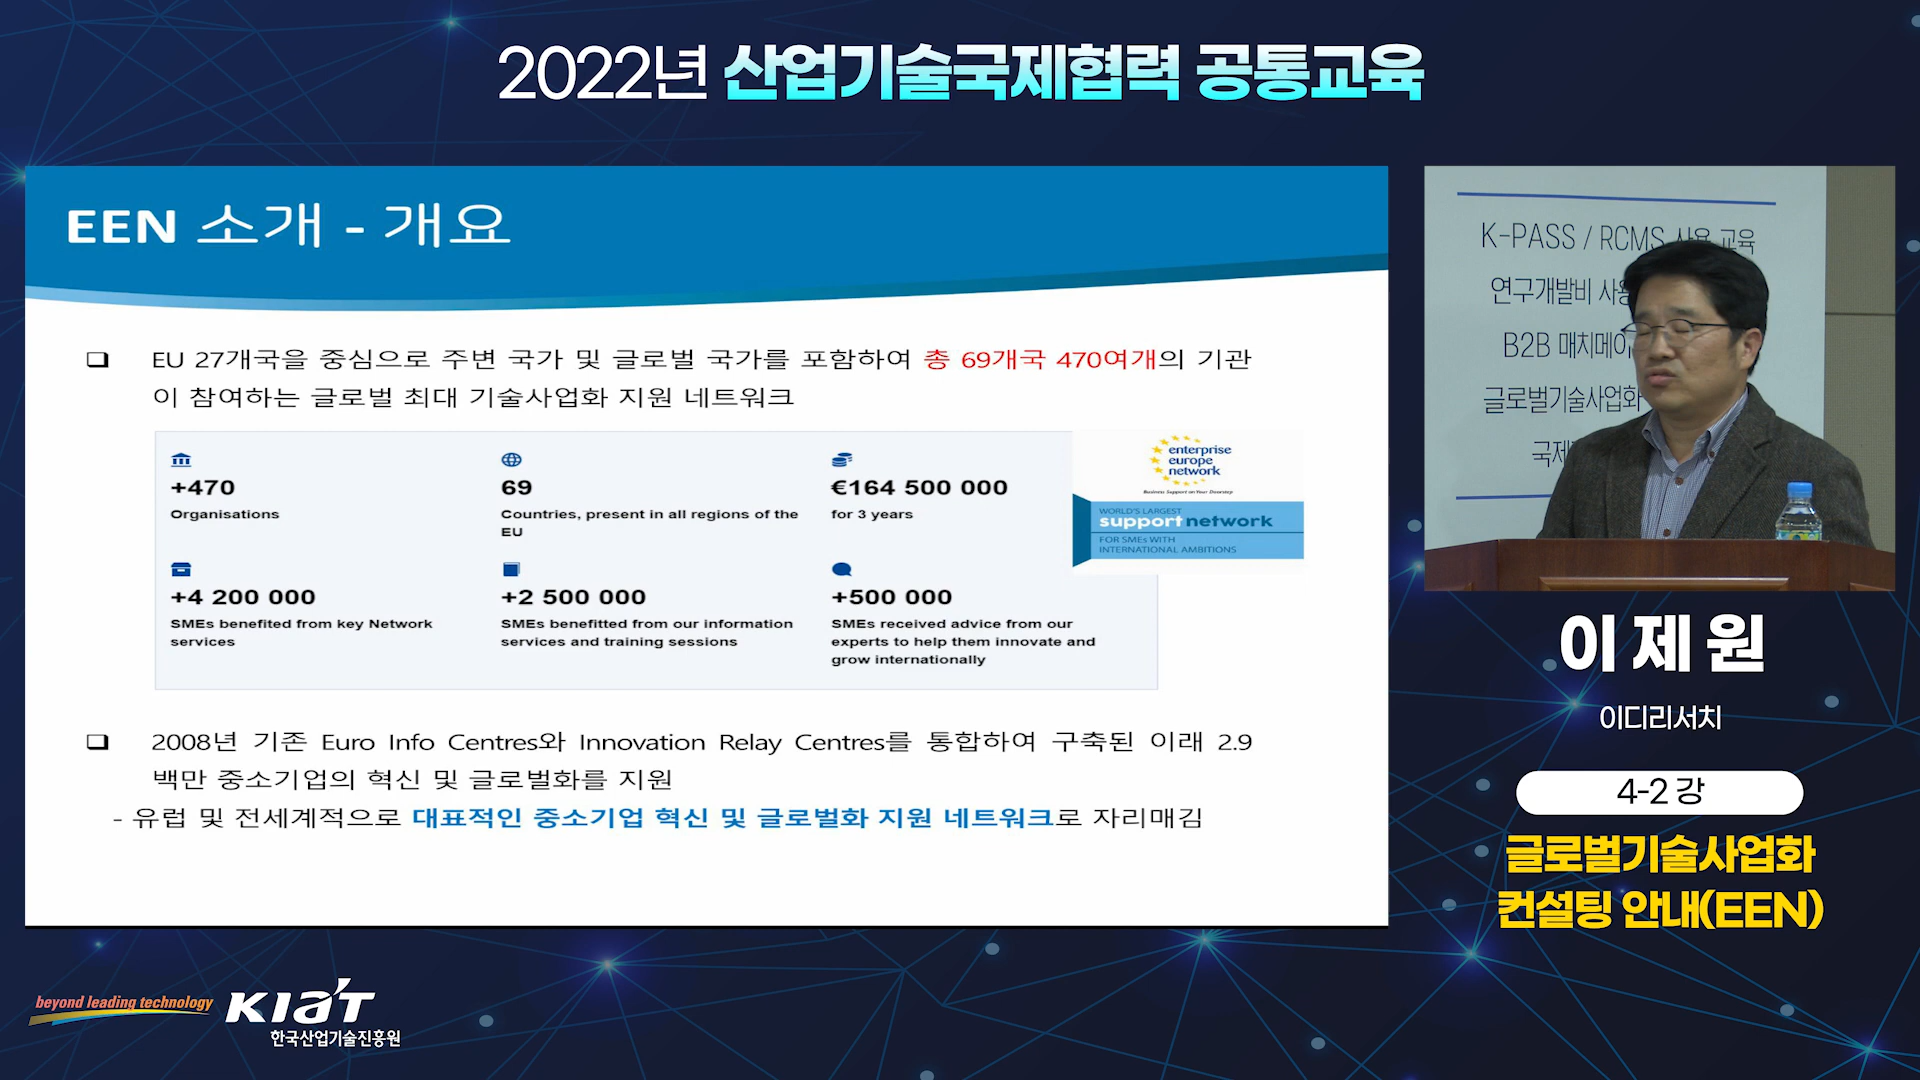 2022년 산업기술국제협력 공통교육
EEN 소개 - 개요
❑ EU 27개국을 중심으로 주변 국가 및 글로벌 국가를 포함하여 총 69개국 470여개의 기관
이 참여하는 글로벌 최대 기술사업화 지원 네트워크
+470
Organisations
69
Countries, present in all regions of the
EU
€164 500 000
for 3 years
enterprise
europe
network
Business Support on Your Doorstep
WORLD'S LARGEST
support network
FOR SMEs WITH
INTERNATIONAL AMBITIONS
+4 200 000
SMEs benefited from key Network
services
+2 500 000
SMEs benefitted from our information
services and training sessions
+500 000
SMEs received advice from our
experts to help them innovate and
grow internationally
❑ 2008년 기존 Euro Info Centres와 Innovation Relay Centres를 통합하여 구축된 이래 2.9
백만 중소기업의 혁신 및 글로벌화를 지원
- 유럽 및 전세계적으로 대표적인 중소기업 혁신 및 글로벌화 지원 네트워크로 자리매김
K-PASS / RCMS 사용 교육
연구개발비 사용
B2B 매치메이
글로벌기술사업화
국제
이제원
이디리서치
4-2 강
글로벌기술사업화
컨설팅 안내(EEN)
beyond leading technology
KIAT
한국산업기술진흥원